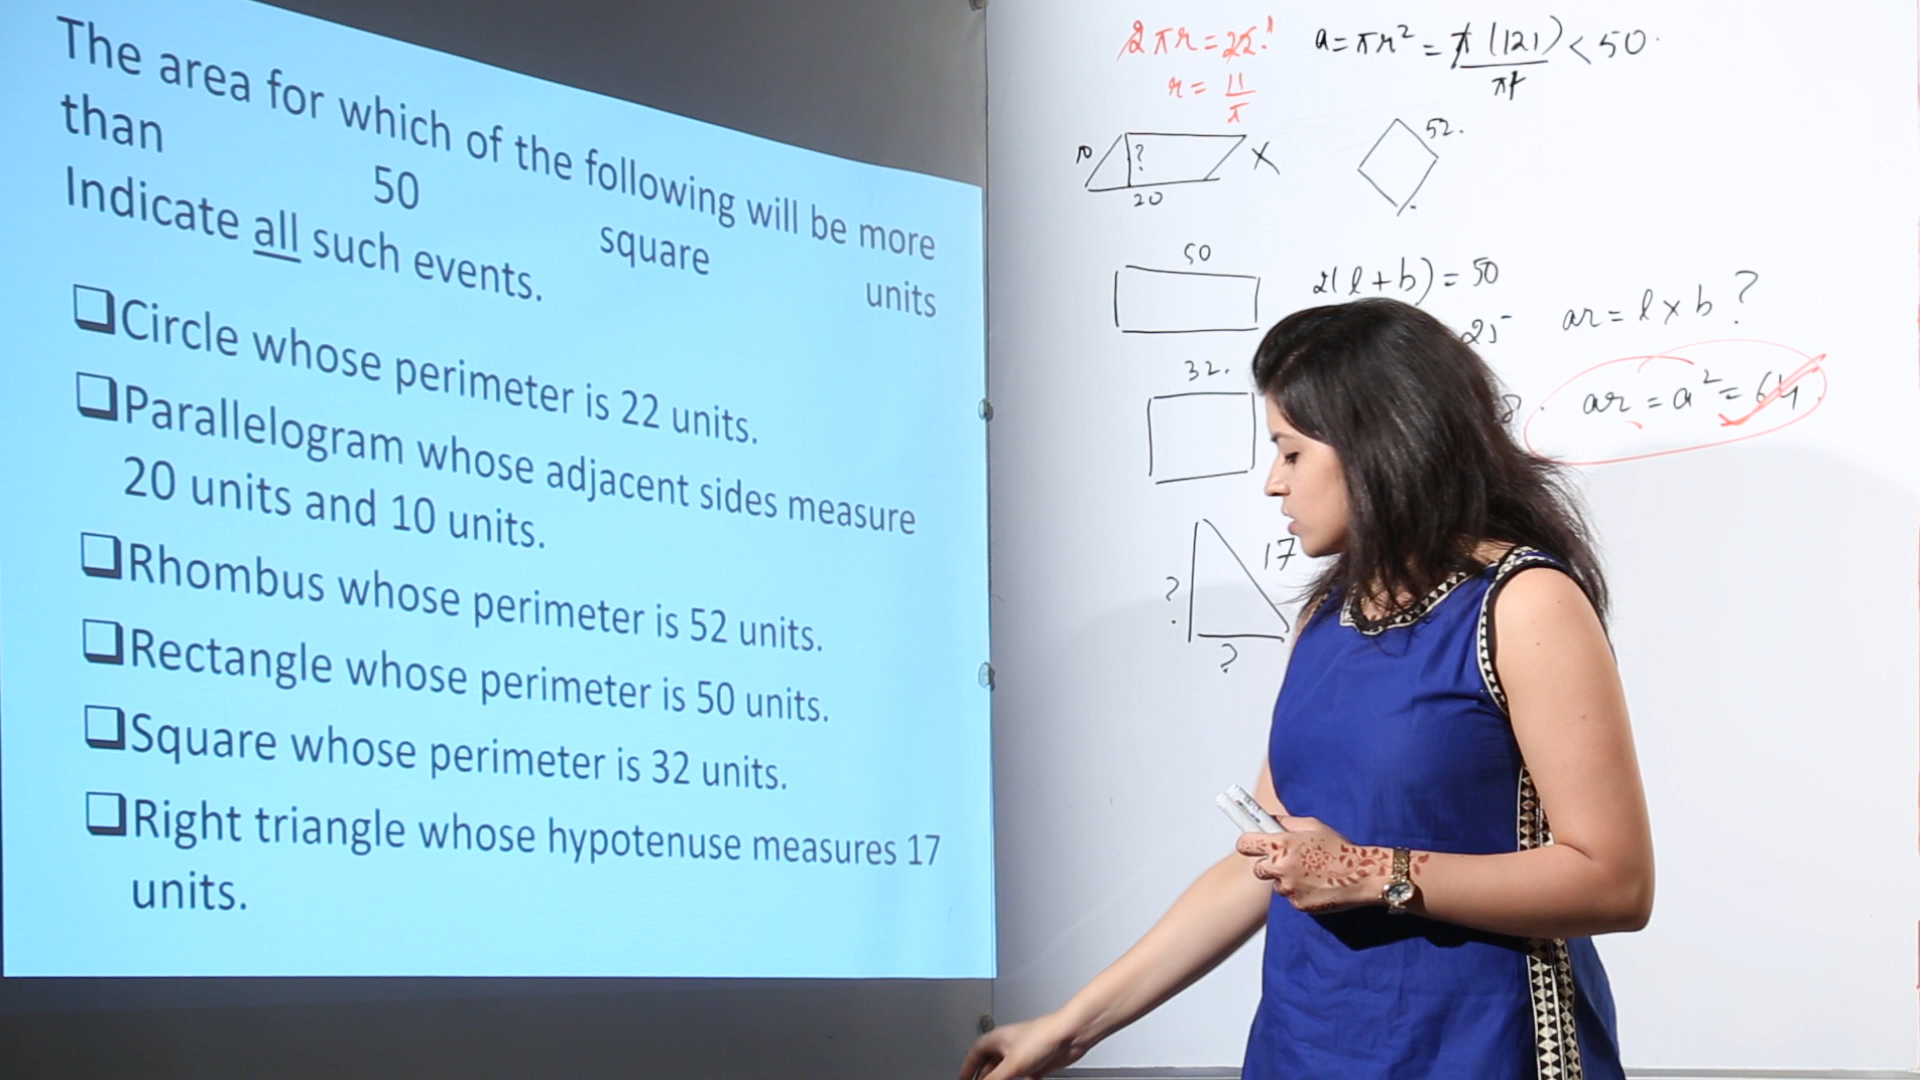 The area for which of the following will be more
than 50 square units
Indicate all such events.
❑Circle whose perimeter is 22 units.
❑Parallelogram whose adjacent sides measure
20 units and 10 units.
❑Rhombus whose perimeter is 52 units.
❑Rectangle whose perimeter is 50 units.
❑Square whose perimeter is 32 units.
❑Right triangle whose hypotenuse measures 17
units.
2πr = 22
r = 11/π
a = πr² = π(121) < 50
10 ? X
20
52.
50
2(l + b) = 50
25
ar = l x b ?
32.
8. ar = a² = 64
17
?
?